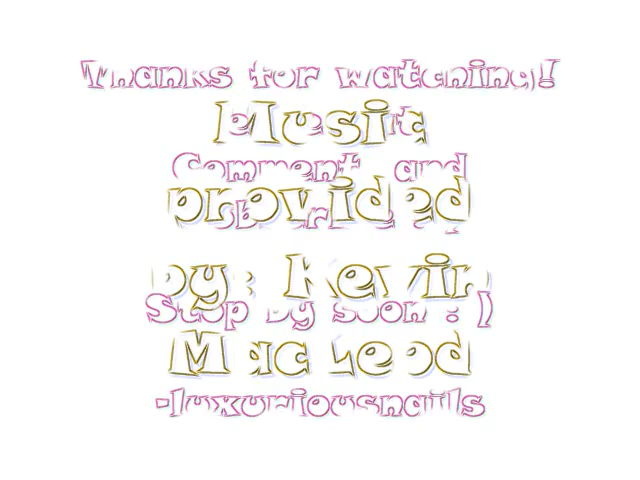 Thanks for watching!
Music
Comment and
provided
by: Kevin
Stop by soon :)
MacLeod
-luxuriousnails